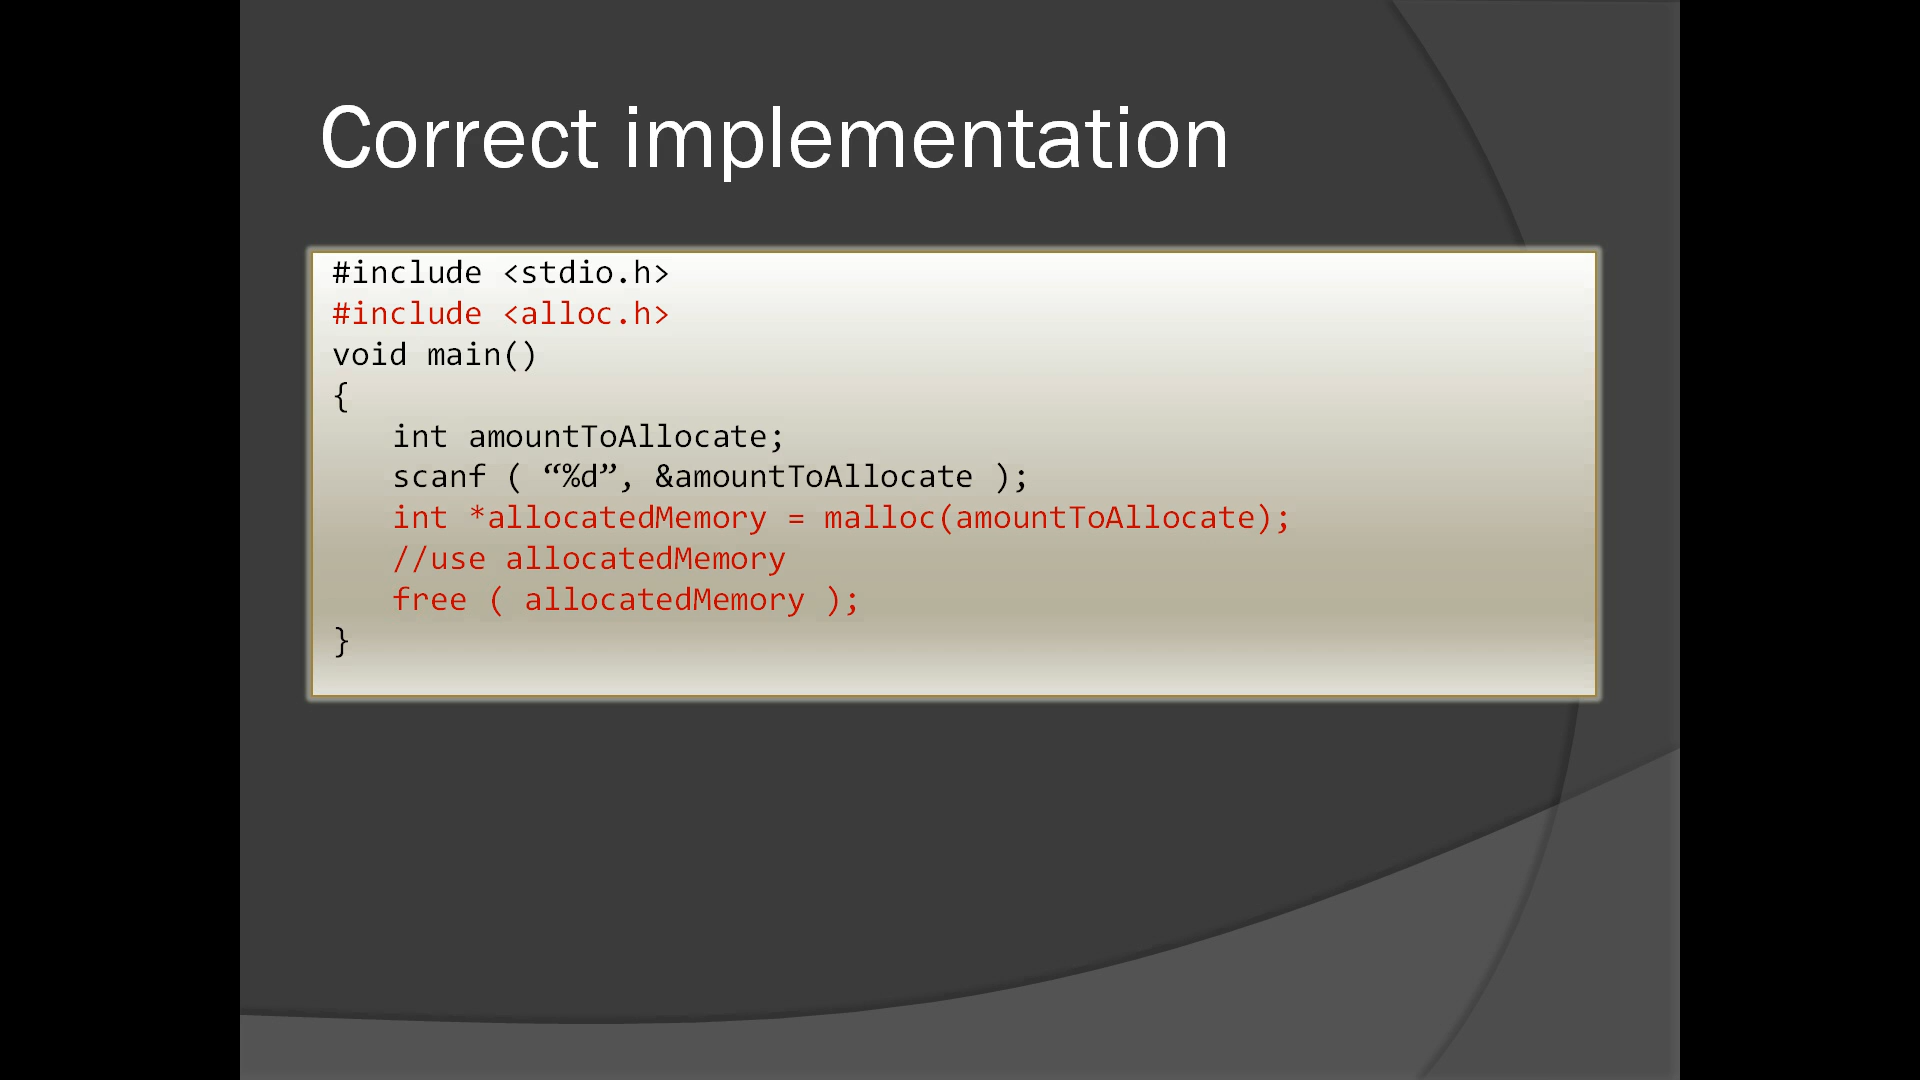 Correct implementation
#include <stdio.h>
#include <alloc.h>
void main()
{
int amountToAllocate;
scanf ( “%d”, &amountToAllocate );
int *allocatedMemory = malloc(amountToAllocate);
//use allocatedMemory
free ( allocatedMemory );
}